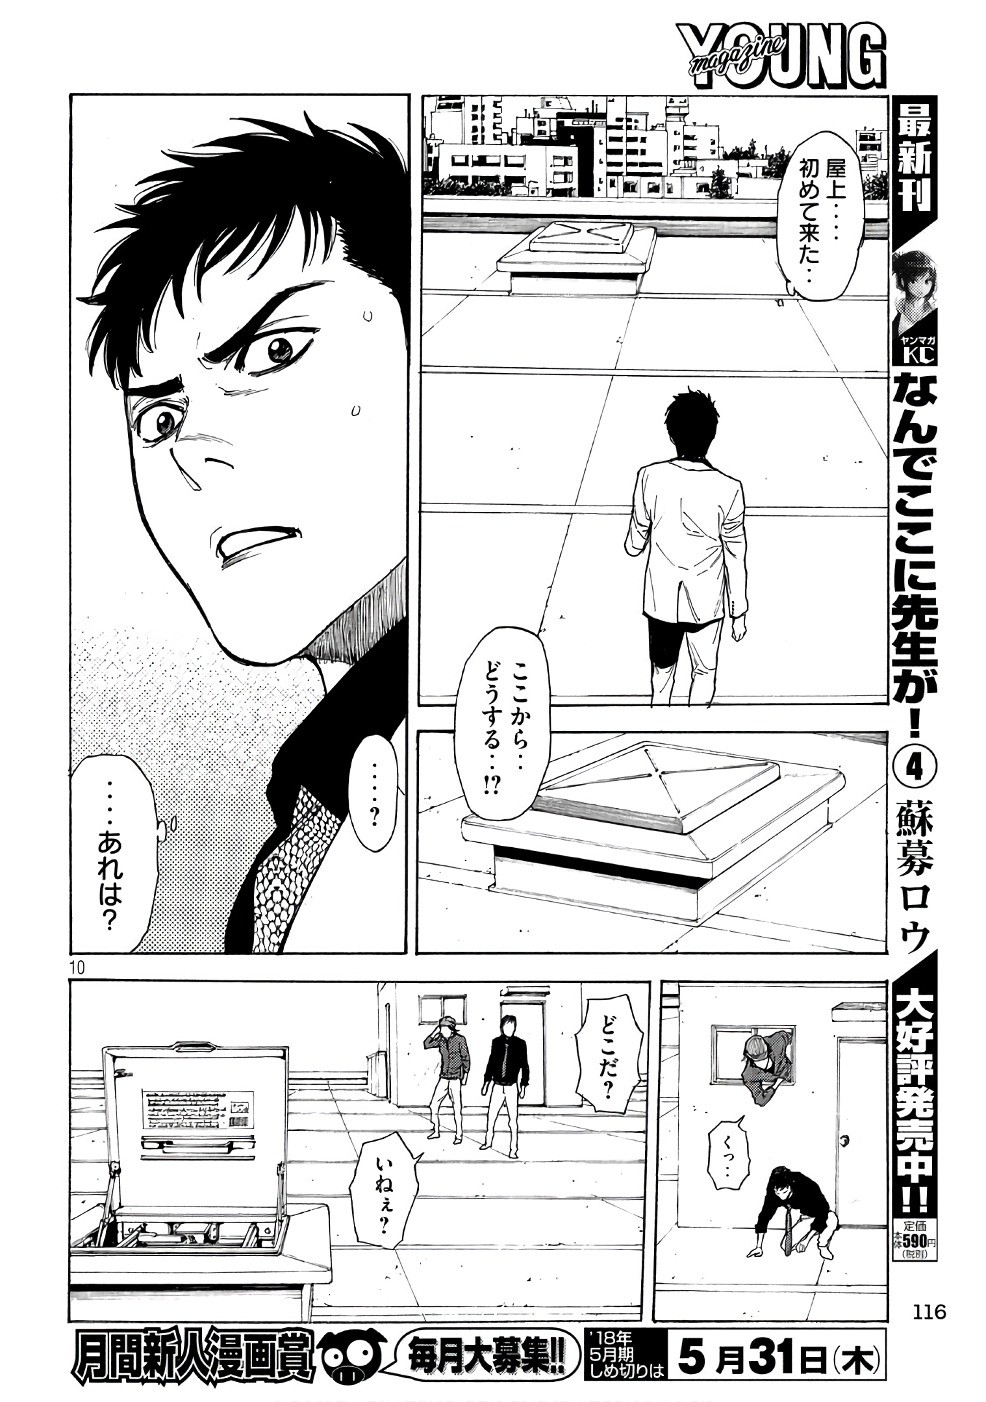 YOUNG
magazine
最新刊
ヤンマガ
KC
なんでここに先生が!④蘇募ロウ
大好評発売中!!
定価
本体590円
(税別)
屋上‥‥
初めて来た‥
ここから‥
どうする‥!?
‥‥?
‥‥あれは?
10
くっ‥
どこだ?
いねぇ?
116
月間新人漫画賞
毎月大募集!!
'18年
5月期
しめ切りは
5月31日(木)